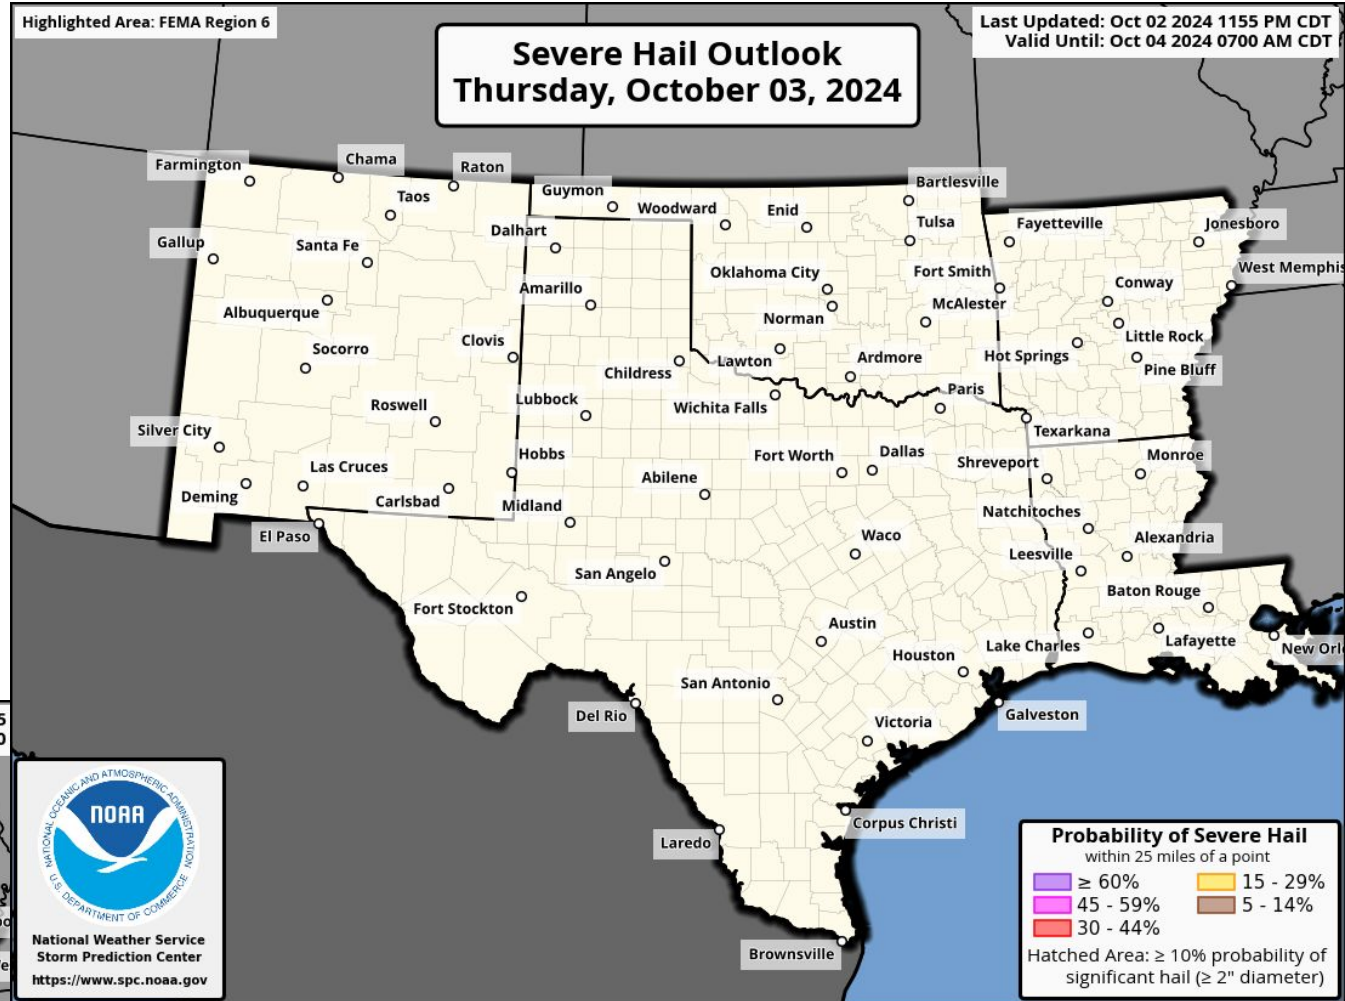 Highlighted Area: FEMA Region 6
Last Updated: Oct 02 2024 1155 PM CDT
Valid Until: Oct 04 2024 0700 AM CDT
Severe Hail Outlook
Thursday, October 03, 2024
Farmington
Chama
Raton
Taos
Guymon
Woodward
Enid
Bartlesville
Tulsa
Fayetteville
Jonesboro
Gallup
Santa Fe
Dalhart
Oklahoma City
Fort Smith
West Memphis
Amarillo
Conway
Albuquerque
Norman
McAlester
Socorro
Clovis
Little Rock
Childress
Lawton
Ardmore
Hot Springs
Pine Bluff
Roswell
Lubbock
Wichita Falls
Paris
Silver City
Texarkana
Las Cruces
Hobbs
Fort Worth
Dallas
Shreveport
Monroe
Deming
Carlsbad
Midland
Abilene
Natchitoches
El Paso
Waco
Leesville
Alexandria
San Angelo
Baton Rouge
Fort Stockton
Austin
Lake Charles
Lafayette
New Orl
Houston
San Antonio
Del Rio
Victoria
Galveston
Laredo
Corpus Christi
Brownsville
5
0
NATIONAL OCEANIC AND ATMOSPHERIC ADMINISTRATION
NOAA
U.S. DEPARTMENT OF COMMERCE
National Weather Service
Storm Prediction Center
https://www.spc.noaa.gov
Probability of Severe Hail
within 25 miles of a point
≥ 60%
15 - 29%
45 - 59%
5 - 14%
30 - 44%
Hatched Area: ≥ 10% probability of
significant hail (≥ 2" diameter)